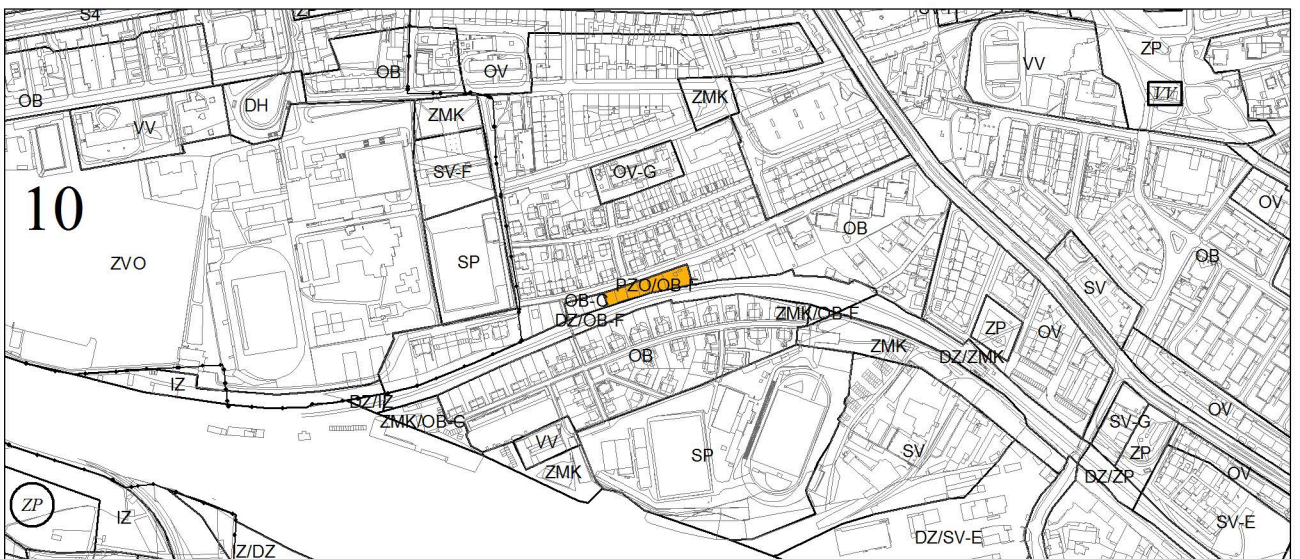 S4
OB
OV
ZP
VV
VV
OB
DH
ZMK
ZMK
VV
SV-F
OV-G
OV
10
OB
OB
ZVO
SP
SV
PZO/OB-F
OB-C
DZ/OB-F
ZMK/OB-F
ZP
OV
OB
ZMK
DZ/ZMK
IZ
DZ/IZ
ZMK/OB-G
OV
SV-G
VV
SP
SV
ZP
ZMK
DZ/ZP
OV
ZP
IZ
SV-E
DZ/SV-E
IZ/DZ